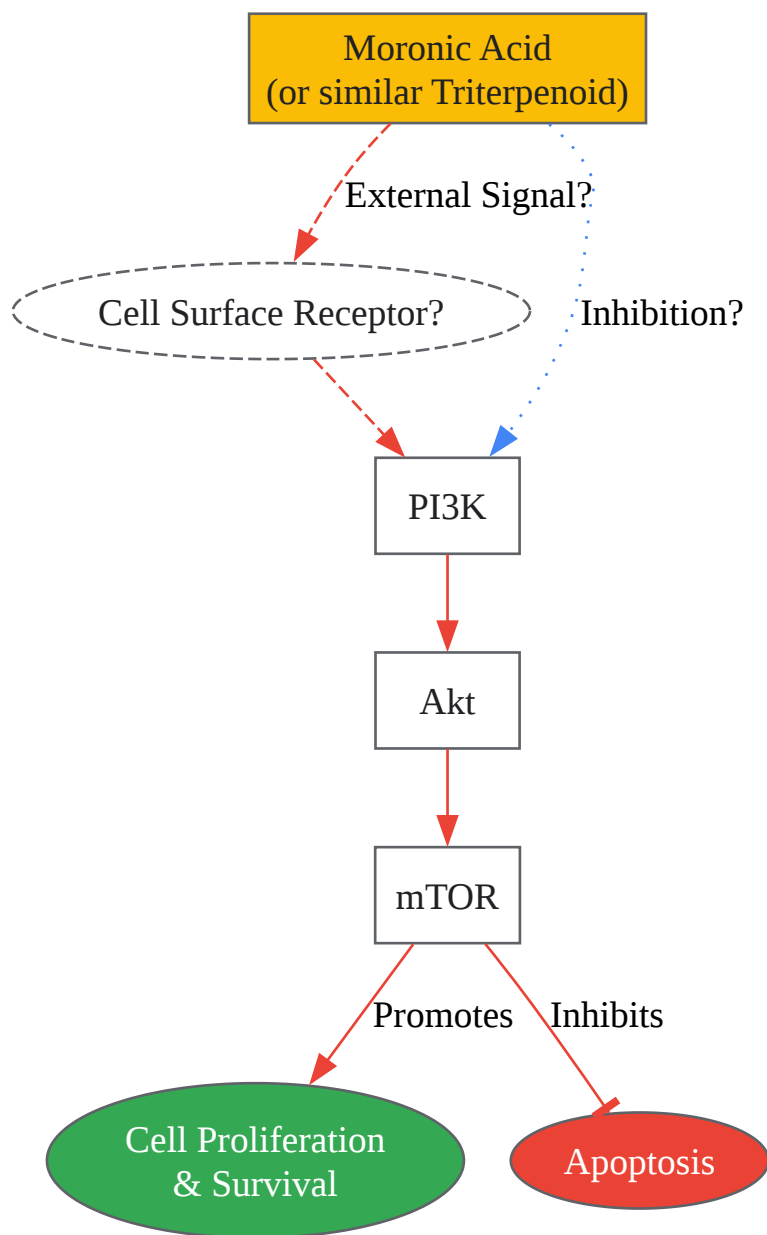 Moronic Acid
(or similar Triterpenoid)
External Signal?
Cell Surface Receptor?
Inhibition?
PI3K
Akt
mTOR
Promotes
Inhibits
Cell Proliferation
& Survival
Apoptosis